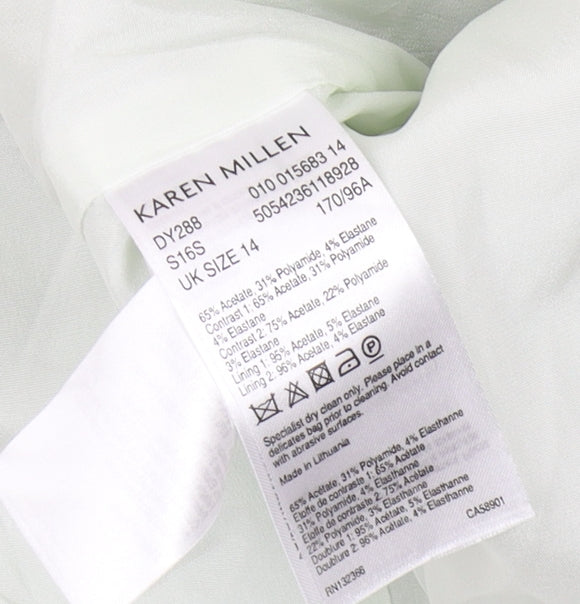 KAREN MILLEN
DY288 010 015683 14
S16S 5054236118928
UK SIZE 14 170/96A
65% Acetate, 31% Polyamide, 4% Elastane
Contrast 1: 65% Acetate, 31% Polyamide
4% Elastane
Contrast 2: 75% Acetate, 22% Polyamide
3% Elastane
Lining 1: 95% Acetate, 5% Elastane
Lining 2: 96% Acetate, 4% Elastane
P
Specialist dry clean only. Please place in a
delicates bag prior to cleaning. Avoid contact
with abrasive surfaces.
Made in Lithuania
65% Acétate, 31% Polyamide, 4% Elasthanne
Etoffe de contraste 1: 65% Acétate
31% Polyamide, 4% Elasthanne
Etoffe de contraste 2: 75% Acétate
22% Polyamide, 3% Elasthanne
Doublure 1: 95% Acétate, 5% Elasthanne
Doublure 2: 96% Acétate, 4% Elasthanne
CA58901
RN132366